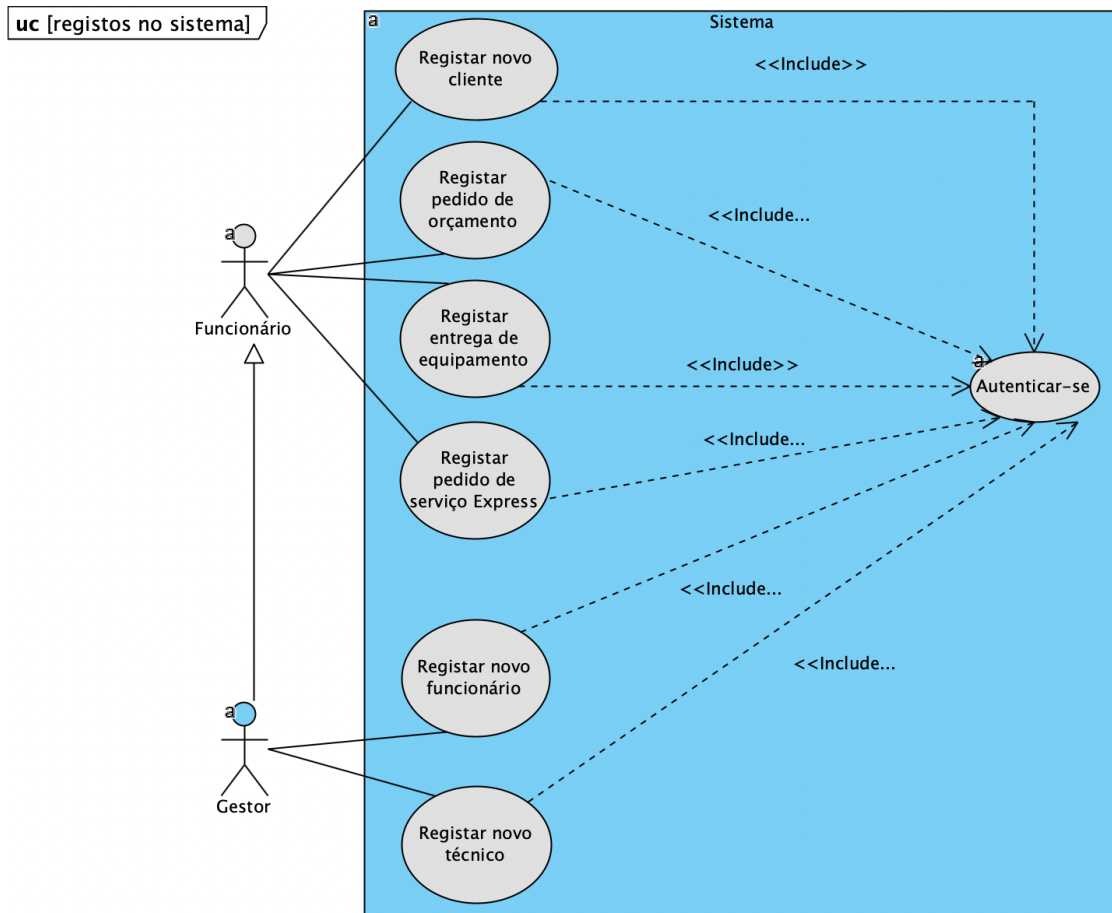 uc [registos no sistema]
a
Sistema
Registar novo
cliente
<<Include>>
Registar
pedido de
orçamento
<<Include...
a
Funcionário
Registar
entrega de
equipamento
<<Include>>
a
Autenticar-se
Registar
pedido de
serviço Express
<<Include...
<<Include...
Registar novo
funcionário
<<Include...
a
Gestor
Registar novo
técnico